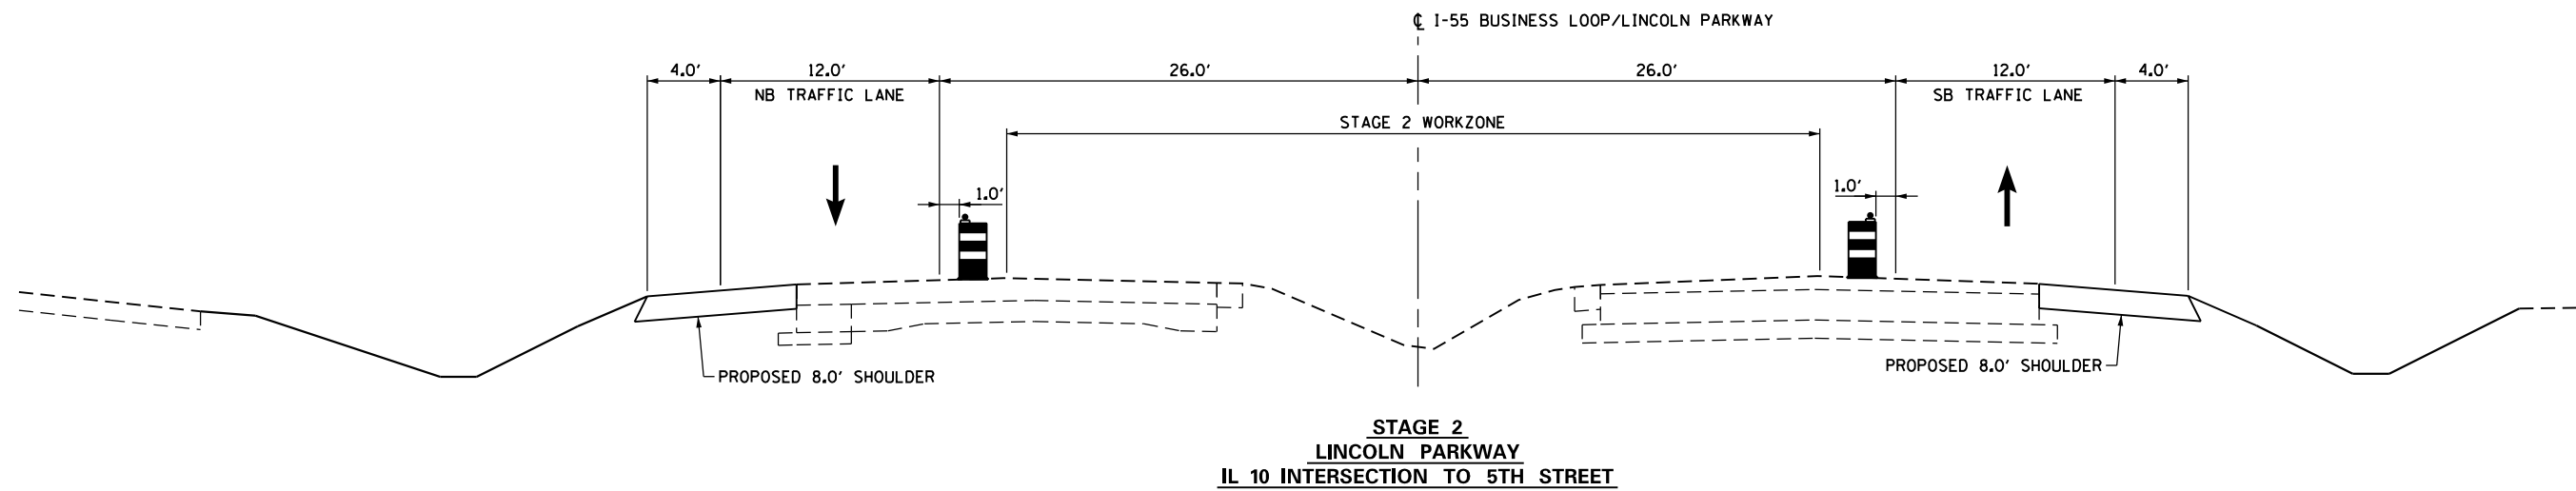 ℄ I-55 BUSINESS LOOP/LINCOLN PARKWAY
4.0' 12.0' 26.0' 26.0' 12.0' 4.0'
NB TRAFFIC LANE SB TRAFFIC LANE
STAGE 2 WORKZONE
1.0' 1.0'
PROPOSED 8.0' SHOULDER PROPOSED 8.0' SHOULDER
STAGE 2
LINCOLN PARKWAY
IL 10 INTERSECTION TO 5TH STREET